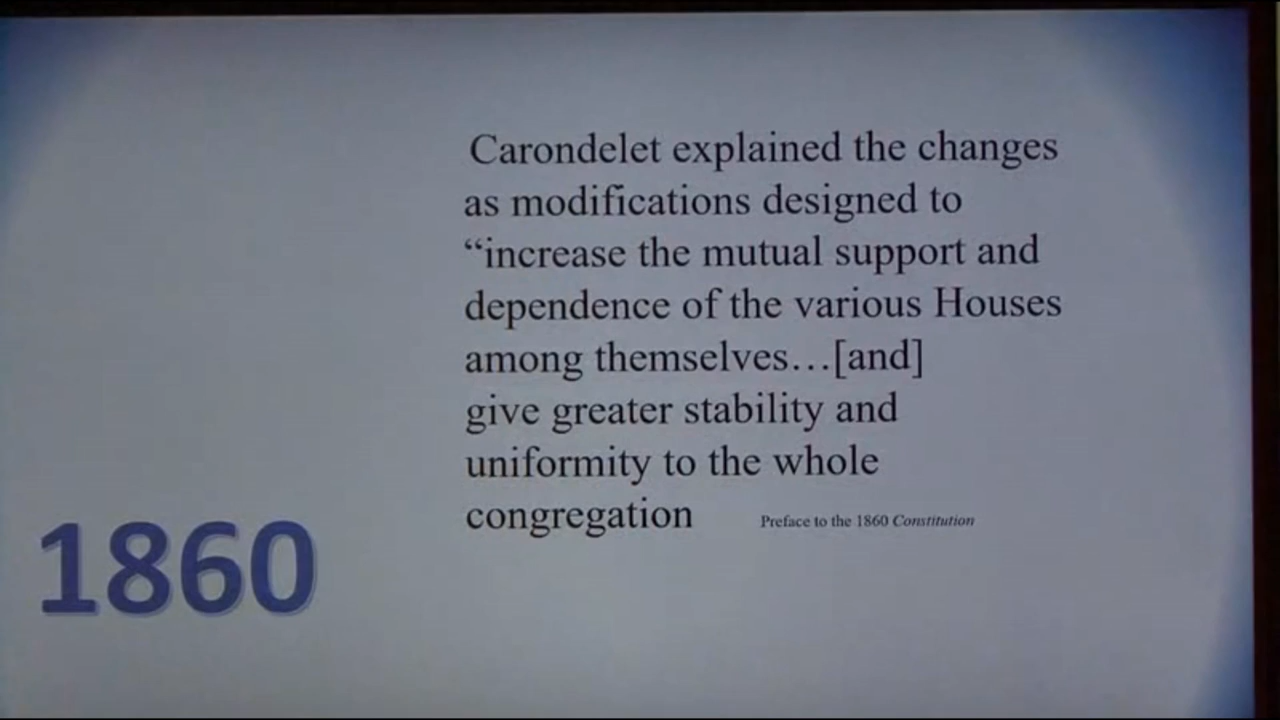 Carondelet explained the changes
as modifications designed to
“increase the mutual support and
dependence of the various Houses
among themselves…[and]
give greater stability and
uniformity to the whole
congregation
Preface to the 1860 Constitution
1860